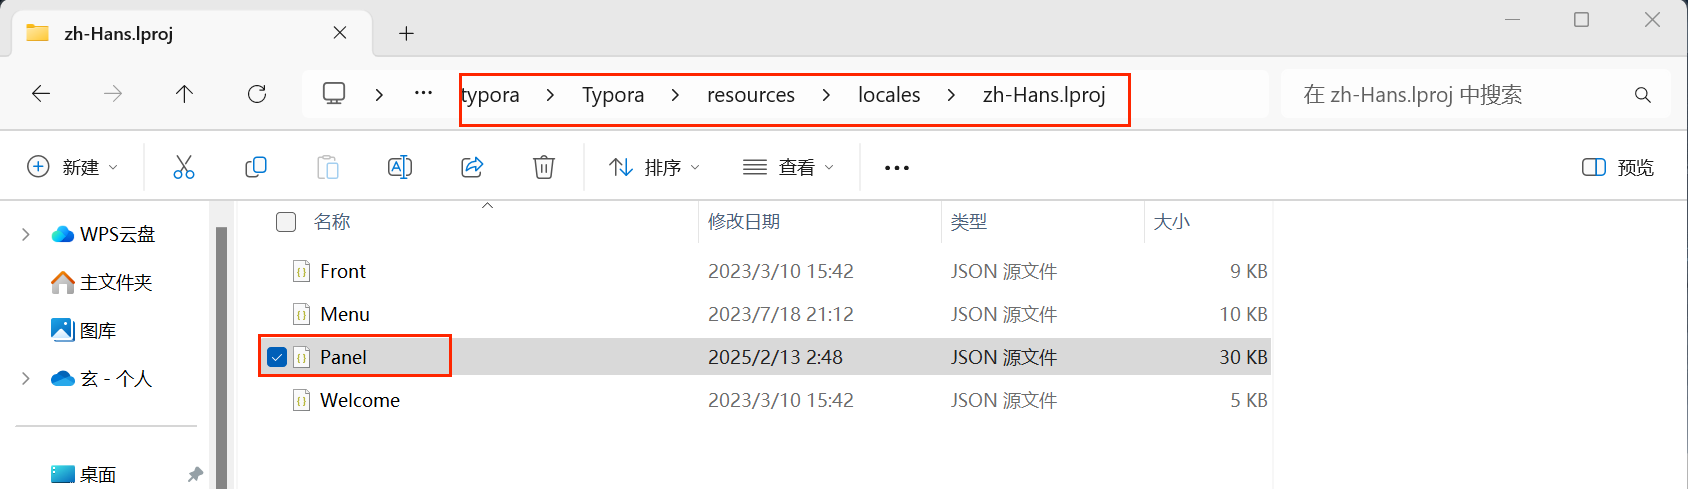 zh-Hans.lproj
typora > Typora > resources > locales > zh-Hans.lproj
在 zh-Hans.lproj 中搜索
新建
排序
查看
预览
名称 修改日期 类型 大小
WPS云盘
主文件夹
图库
玄 - 个人
桌面
Front 2023/3/10 15:42 JSON 源文件 9 KB
Menu 2023/7/18 21:12 JSON 源文件 10 KB
Panel 2025/2/13 2:48 JSON 源文件 30 KB
Welcome 2023/3/10 15:42 JSON 源文件 5 KB